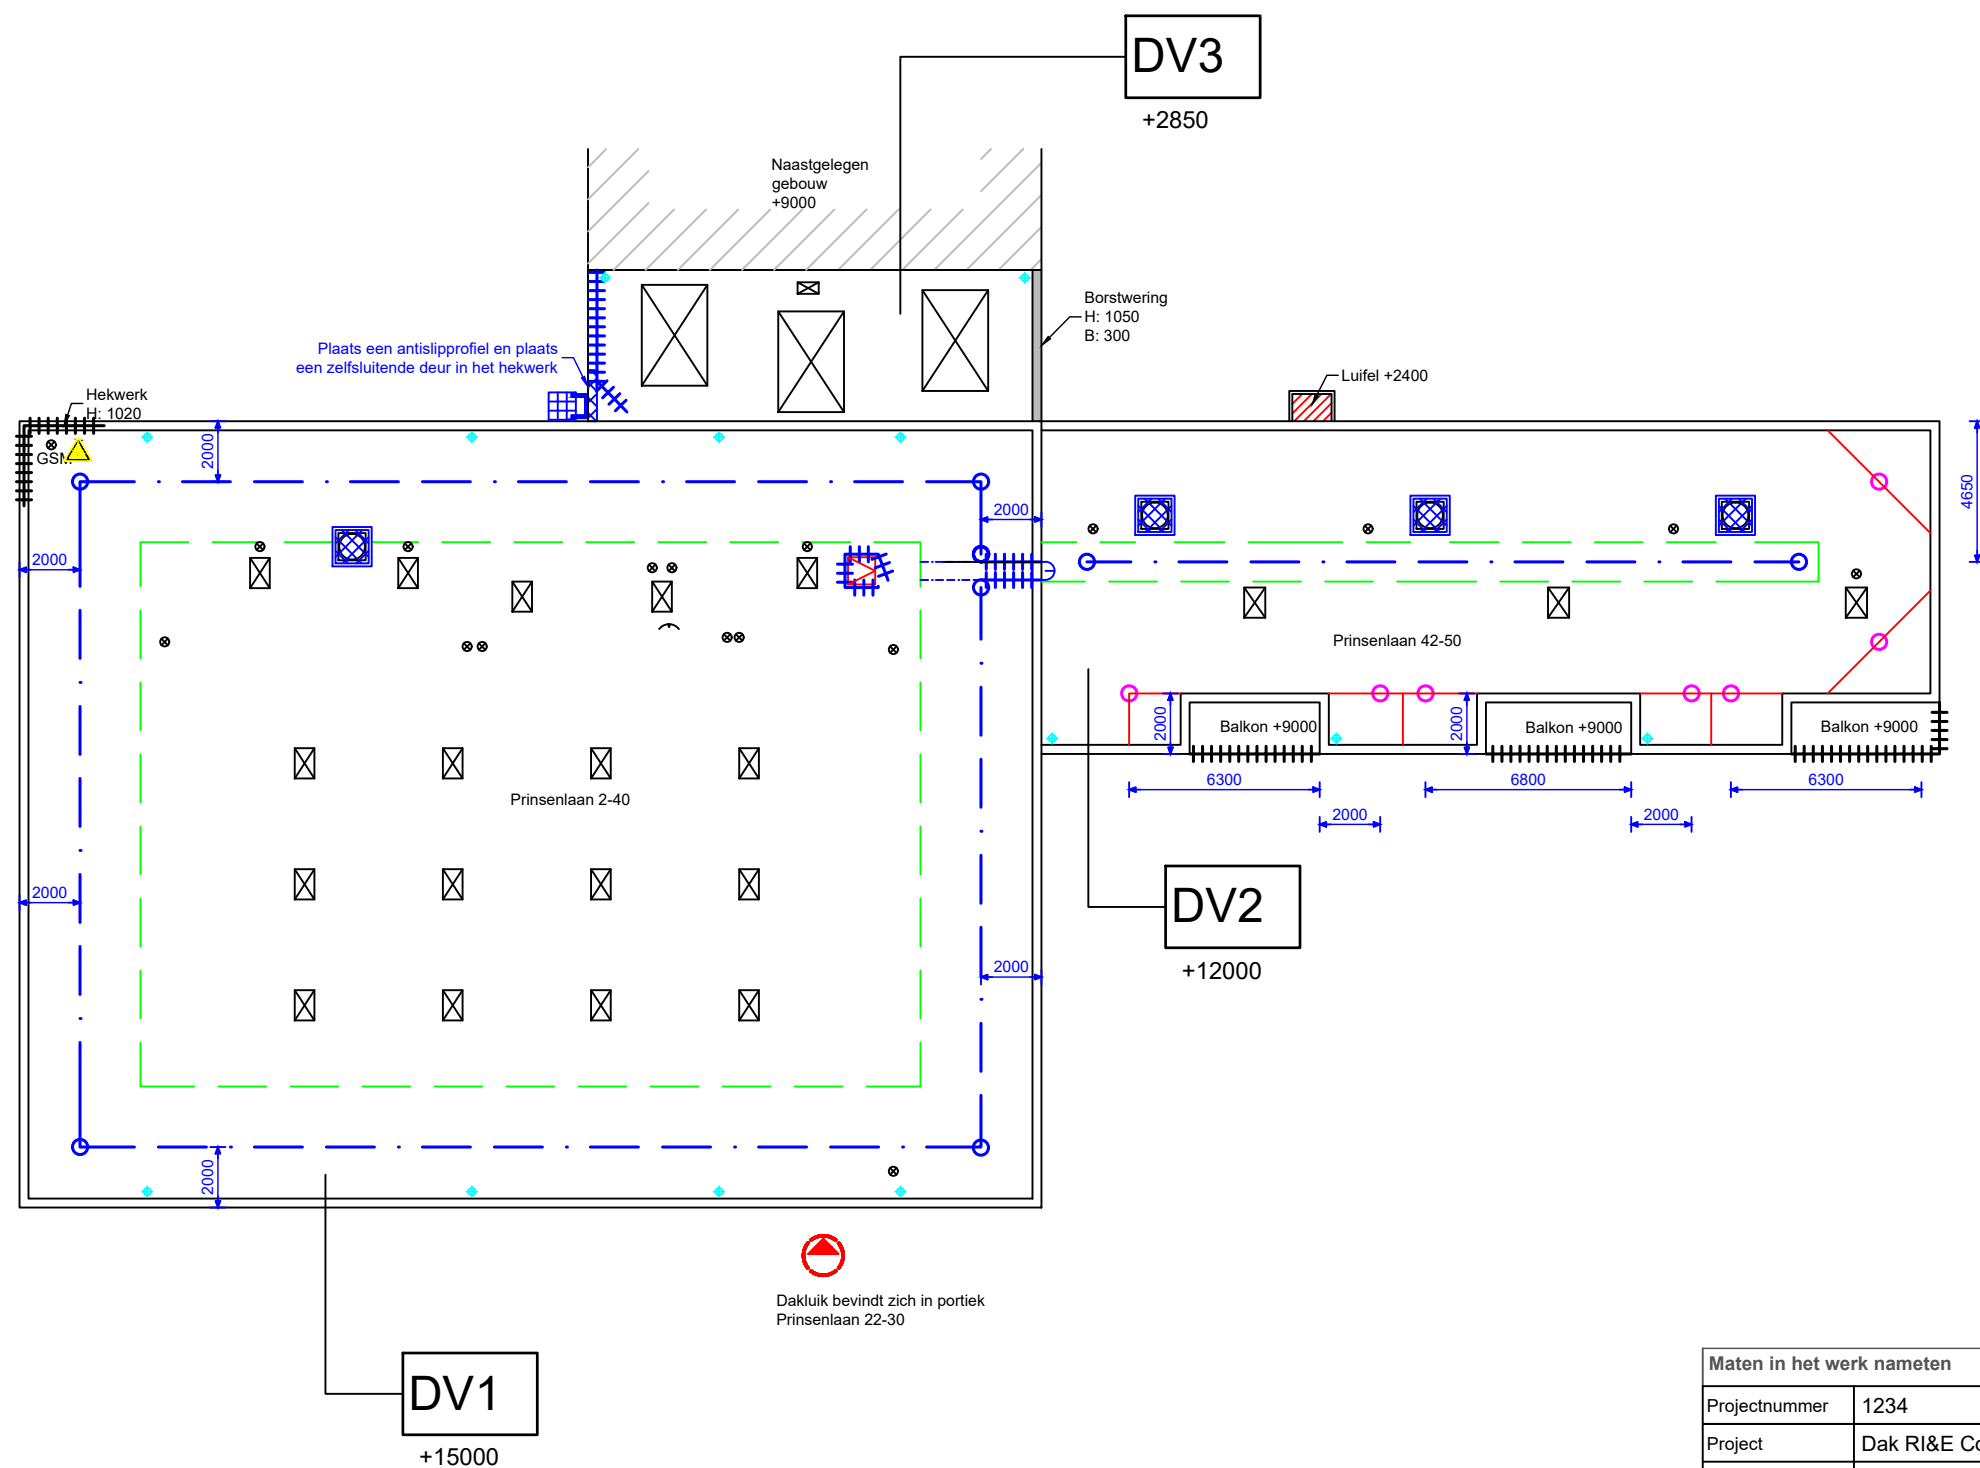 DV3
+2850
Naastgelegen
gebouw
+9000
Borstwering
H: 1050
B: 300
Plaats een antislipprofiel en plaats
een zelfsluitende deur in het hekwerk
Luifel +2400
Hekwerk
H: 1020
GSM
2000
4650
2000
2000
Prinsenlaan 42-50
2000
2000
Balkon +9000
Balkon +9000
Balkon +9000
6300
6800
6300
2000
2000
Prinsenlaan 2-40
2000
DV2
+12000
2000
2000
Dakluik bevindt zich in portiek
Prinsenlaan 22-30
DV1
+15000
Maten in het werk nameten
Projectnummer 1234
Project Dak RI&E